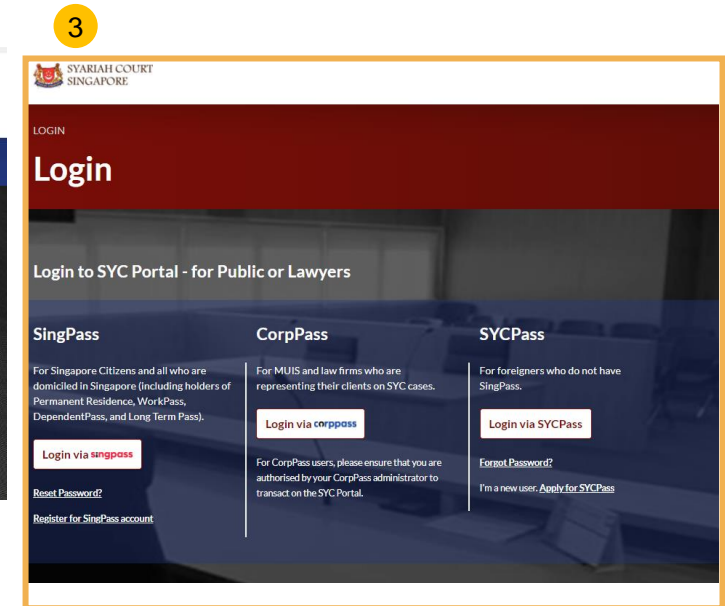 3
SYARIAH COURT
SINGAPORE
LOGIN
Login
Login to SYC Portal - for Public or Lawyers
SingPass
For Singapore Citizens and all who are
domiciled in Singapore (including holders of
Permanent Residence, WorkPass,
DependentPass, and Long Term Pass).
Login via singpass
Reset Password?
Register for SingPass account
CorpPass
For MUIS and law firms who are
representing their clients on SYC cases.
Login via corppass
For CorpPass users, please ensure that you are
authorised by your CorpPass administrator to
transact on the SYC Portal.
SYCPass
For foreigners who do not have
SingPass.
Login via SYCPass
Forgot Password?
I'm a new user. Apply for SYCPass